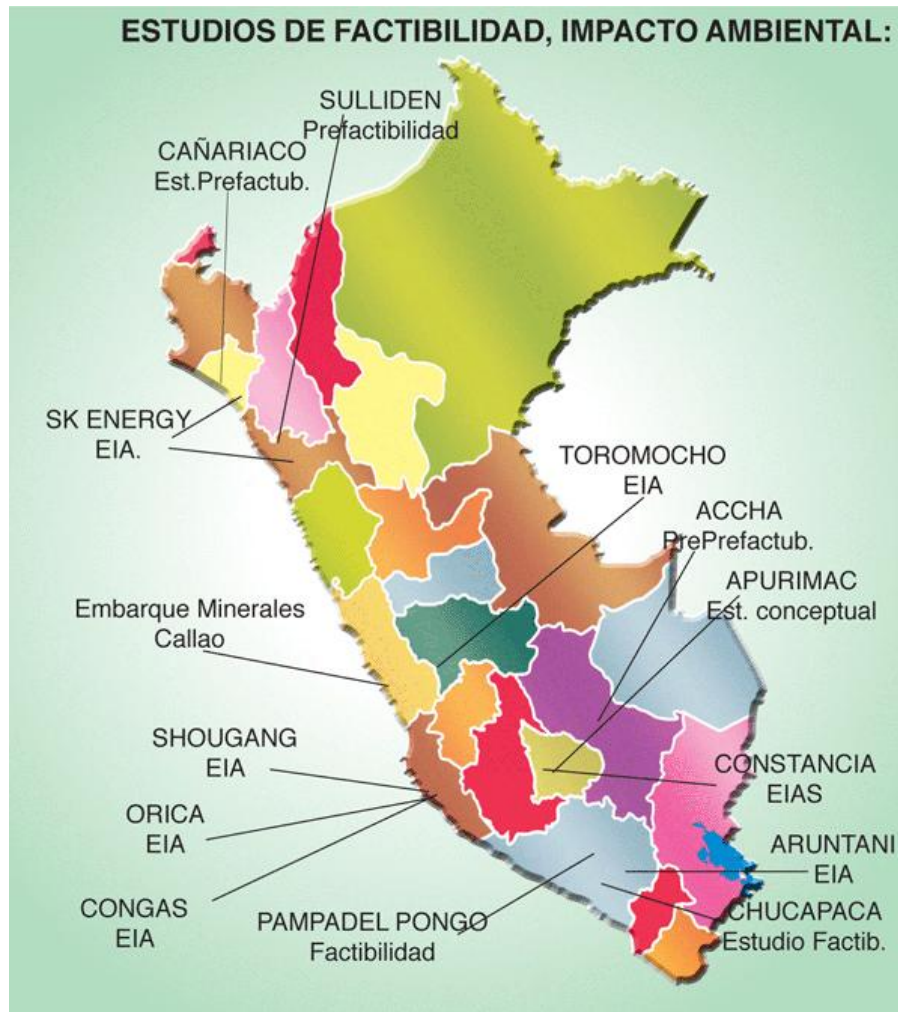 ESTUDIOS DE FACTIBILIDAD, IMPACTO AMBIENTAL:
SULLIDEN
Prefactibilidad
CAÑARIACO
Est.Prefactub.
SK ENERGY
EIA.
TOROMOCHO
EIA
ACCHA
PrePrefactub.
APURIMAC
Est. conceptual
Embarque Minerales
Callao
SHOUGANG
EIA
CONSTANCIA
EIAS
ORICA
EIA
ARUNTANI
EIA
CONGAS
EIA
PAMPADEL PONGO
Factibilidad
CHUCAPACA
Estudio Factib.